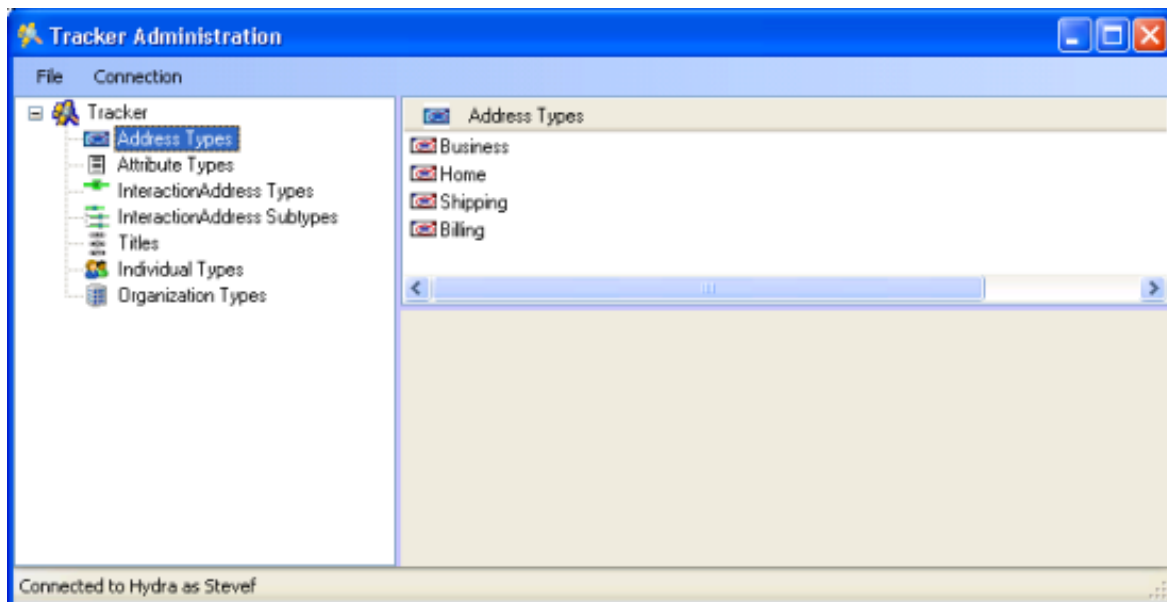 Tracker Administration
File Connection
Tracker
Address Types
Attribute Types
InteractionAddress Types
InteractionAddress Subtypes
Titles
Individual Types
Organization Types
Address Types
Business
Home
Shipping
Billing
Connected to Hydra as Stevef